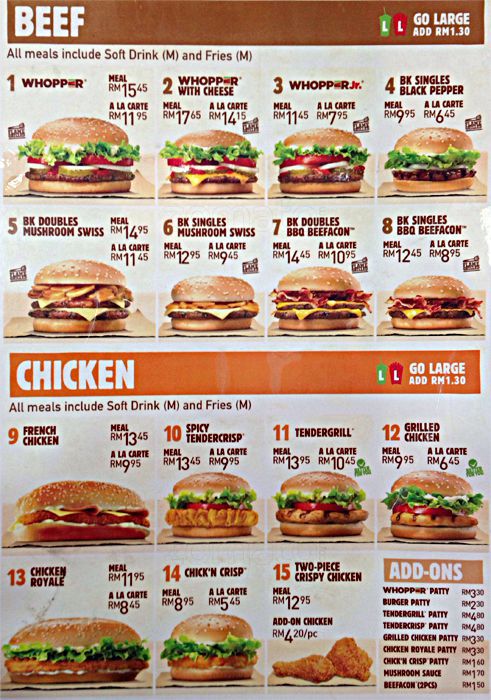 BEEF
L L GO LARGE
ADD RM1.30
All meals include Soft Drink (M) and Fries (M)
1 WHOPPER®
MEAL
RM15 45
A LA CARTE
RM11 95
2 WHOPPER®
WITH CHEESE
MEAL A LA CARTE
RM17 65 RM14 15
3 WHOPPER Jr.®
MEAL A LA CARTE
RM11 45 RM7 95
4 BK SINGLES
BLACK PEPPER
MEAL A LA CARTE
RM9 95 RM6 45
5 BK DOUBLES
MUSHROOM SWISS
MEAL
RM14 95
A LA CARTE
RM11 45
6 BK SINGLES
MUSHROOM SWISS
MEAL A LA CARTE
RM12 95 RM9 45
7 BK DOUBLES
BBQ BEEFACON™
MEAL A LA CARTE
RM14 45 RM10 95
8 BK SINGLES
BBQ BEEFACON™
MEAL A LA CARTE
RM12 45 RM8 95
CHICKEN
L L GO LARGE
ADD RM1.30
All meals include Soft Drink (M) and Fries (M)
9 FRENCH
CHICKEN
MEAL
RM13 45
A LA CARTE
RM9 95
10 SPICY
TENDERCRISP®
MEAL A LA CARTE
RM13 45 RM9 95
11 TENDERGRILL®
MEAL A LA CARTE
RM13 95 RM10 45
12 GRILLED
CHICKEN
MEAL A LA CARTE
RM9 95 RM6 45
13 CHICKEN
ROYALE
MEAL
RM11 95
A LA CARTE
RM8 45
14 CHICK'N CRISP®
MEAL A LA CARTE
RM8 95 RM5 45
15 TWO-PIECE
CRISPY CHICKEN
MEAL
RM12 95
ADD-ON CHICKEN
RM4 20/pc
ADD-ONS
WHOPPER® PATTY RM3 30
BURGER PATTY RM2 30
TENDERGRILL® PATTY RM4 80
TENDERCRISP® PATTY RM4 80
GRILLED CHICKEN PATTY RM3 30
CHICKEN ROYALE PATTY RM3 30
CHICK'N CRISP® PATTY RM1 60
MUSHROOM SAUCE RM1 70
BEEFACON (2PCS) RM1 50